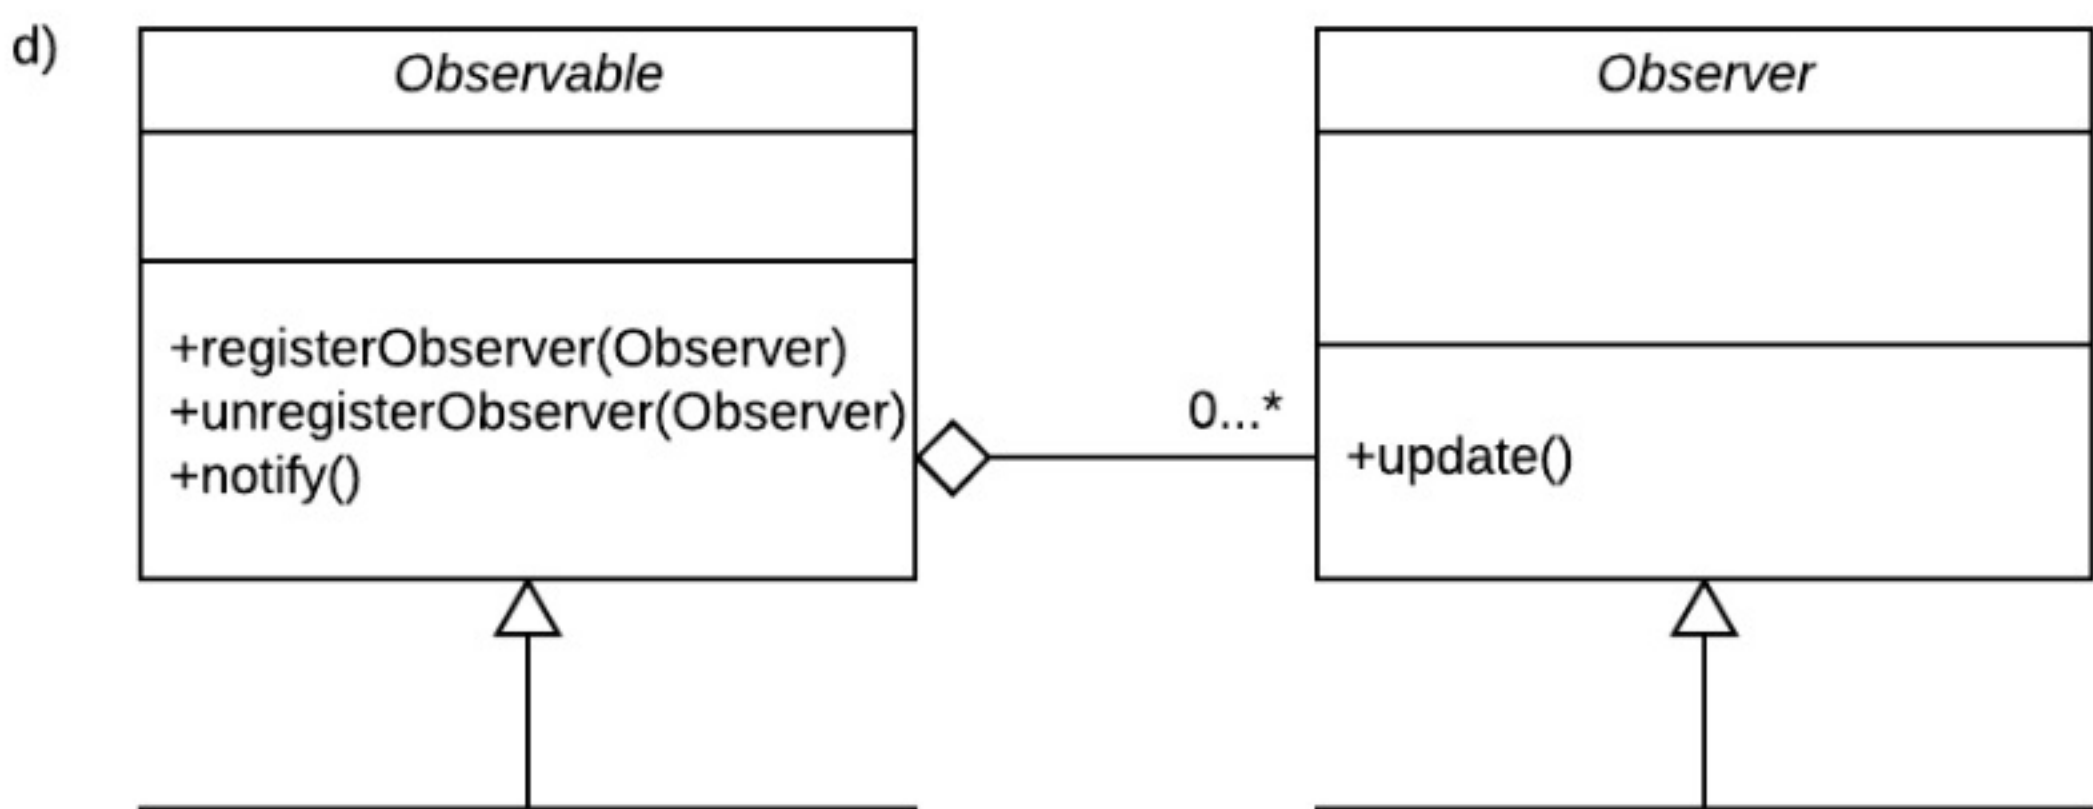 d)
Observable
Observer
+registerObserver(Observer)
+unregisterObserver(Observer)
+notify()
0...*
+update()